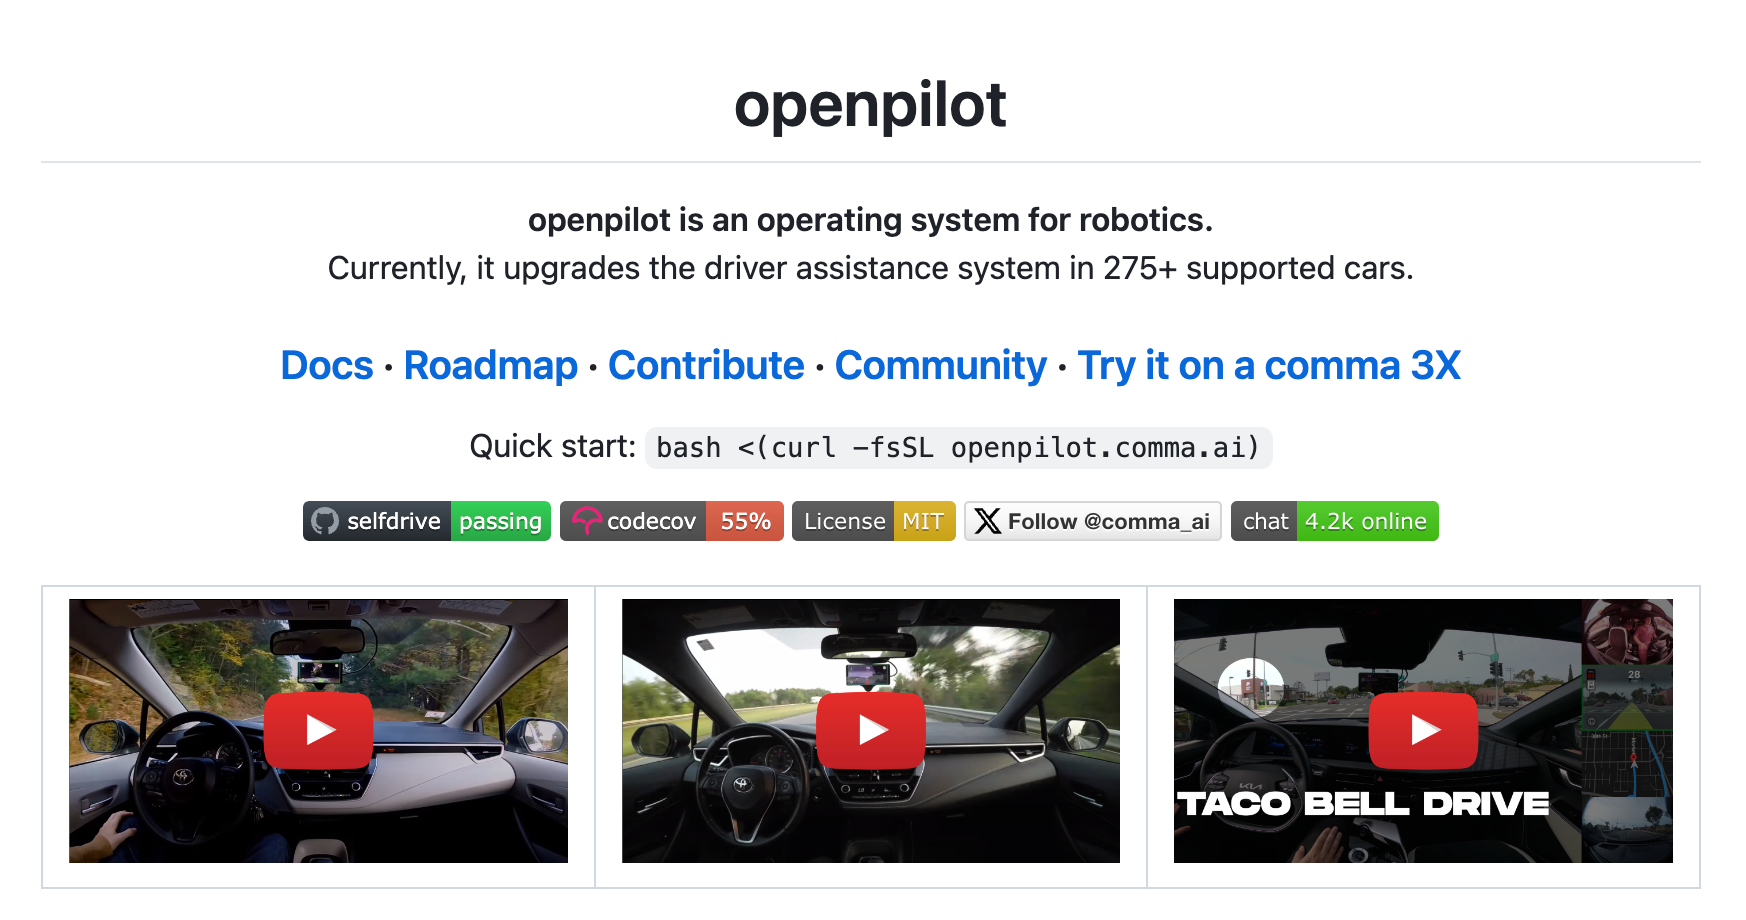 openpilot
openpilot is an operating system for robotics.
Currently, it upgrades the driver assistance system in 275+ supported cars.
Docs · Roadmap · Contribute · Community · Try it on a comma 3X
Quick start: bash <(curl -fsSL openpilot.comma.ai)
selfdrive passing codecov 55% License MIT Follow @comma_ai chat 4.2k online
28
TACO BELL DRIVE